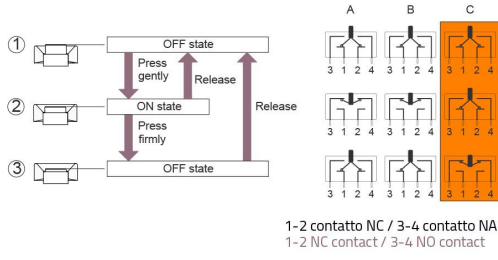 A B C
1 OFF state
Press
gently
Release
3 1 2 4 3 1 2 4 3 1 2 4
2 ON state
Release
Press
firmly
3 1 2 4 3 1 2 4 3 1 2 4
3 OFF state
3 1 2 4 3 1 2 4 3 1 2 4
1-2 contatto NC / 3-4 contatto NA
1-2 NC contact / 3-4 NO contact